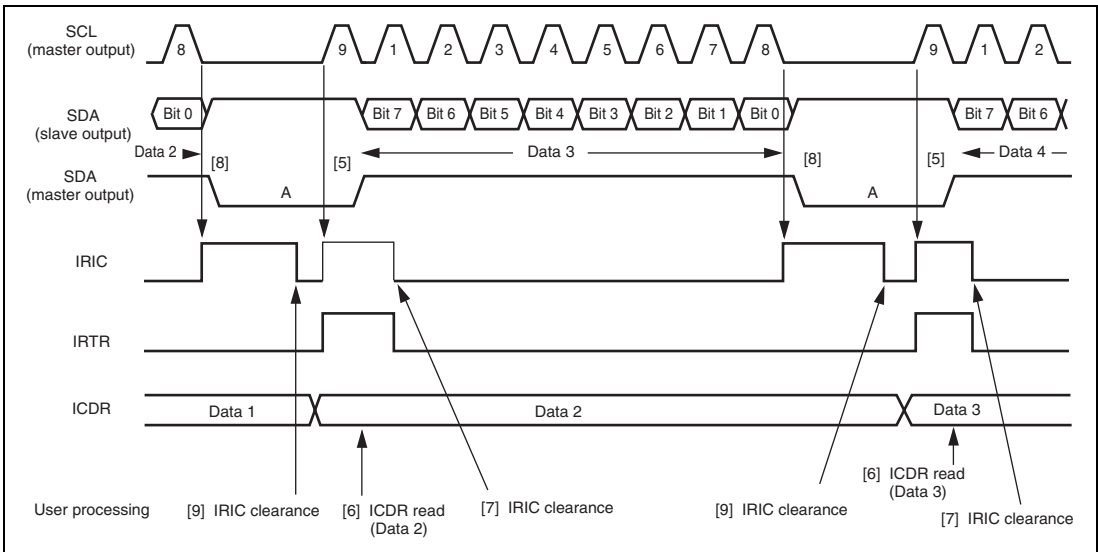 SCL
(master output)
8 9 1 2 3 4 5 6 7 8 9 1 2
SDA
(slave output)
Bit 0 Bit 7 Bit 6 Bit 5 Bit 4 Bit 3 Bit 2 Bit 1 Bit 0 Bit 7 Bit 6
Data 2 [8] [5] Data 3 [8] [5] Data 4
SDA
(master output)
A A
IRIC
IRTR
ICDR
Data 1 Data 2 Data 3
User processing
[9] IRIC clearance
[6] ICDR read
(Data 2)
[7] IRIC clearance
[9] IRIC clearance
[6] ICDR read
(Data 3)
[7] IRIC clearance